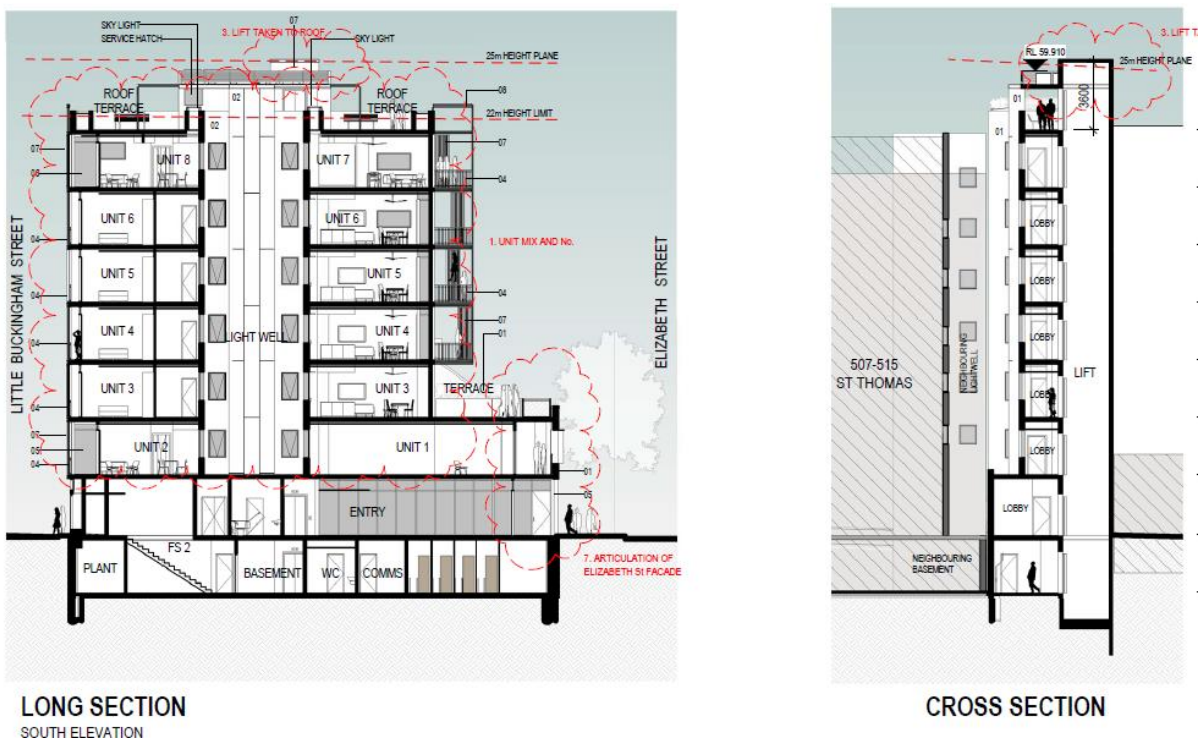 SKY LIGHT
SERVICE HATCH
07
3. LIFT TAKEN TO ROOF
SKY LIGHT
25m HEIGHT PLANE
ROOF
TERRACE
02
ROOF
TERRACE
08
22m HEIGHT LIMIT
02
07
07
UNIT 8
UNIT 7
04
UNIT 6
UNIT 6
04
1. UNIT MIX AND No.
UNIT 5
UNIT 5
04
04
07
UNIT 4
LIGHT WELL
UNIT 4
01
04
UNIT 3
UNIT 3
TERRACE
04
07
05
04
UNIT 2
UNIT 1
01
ENTRY
05
FS 2
PLANT
BASEMENT
WC
COMMS
7. ARTICULATION OF
ELIZABETH St FACADE
LITTLE BUCKINGHAM STREET
ELIZABETH STREET
LONG SECTION
SOUTH ELEVATION
3. LIFT
RL 59.910
25m HEIGHT PLANE
3600
01
01
LOBBY
LOBBY
LOBBY
LOBBY
LOBBY
LOBBY
LIFT
507-515
ST THOMAS
NEIGHBOURING
LIGHTWELL
NEIGHBOURING
BASEMENT
CROSS SECTION